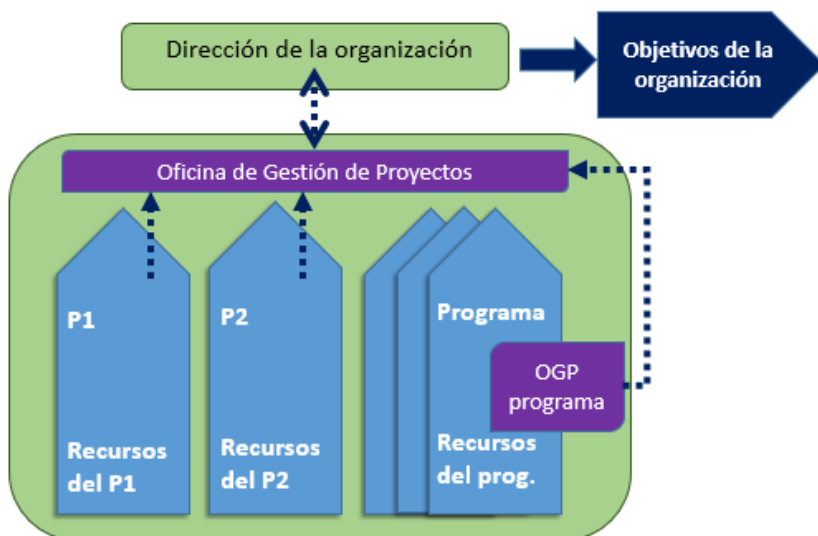 Dirección de la organización
Objetivos de la
organización
Oficina de Gestión de Proyectos
P1
Recursos
del P1
P2
Recursos
del P2
Programa
OGP
programa
Recursos
del prog.